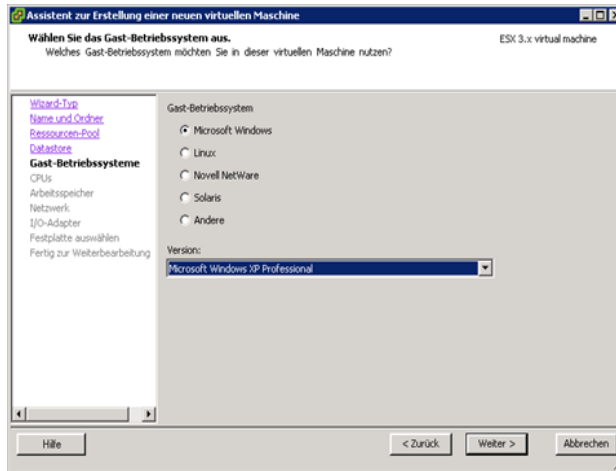 Assistent zur Erstellung einer neuen virtuellen Maschine
Wählen Sie das Gast-Betriebssystem aus.
Welches Gast-Betriebssystem möchten Sie in dieser virtuellen Maschine nutzen?
ESX 3.x virtual machine
Wizard-Typ
Name und Ordner
Ressourcen-Pool
Datastore
Gast-Betriebssysteme
CPUs
Arbeitsspeicher
Netzwerk
I/O-Adapter
Festplatte auswählen
Fertig zur Weiterbearbeitung
Gast-Betriebssystem
Microsoft Windows
Linux
Novell NetWare
Solaris
Andere
Version:
Microsoft Windows XP Professional
Hilfe
< Zurück
Weiter >
Abbrechen